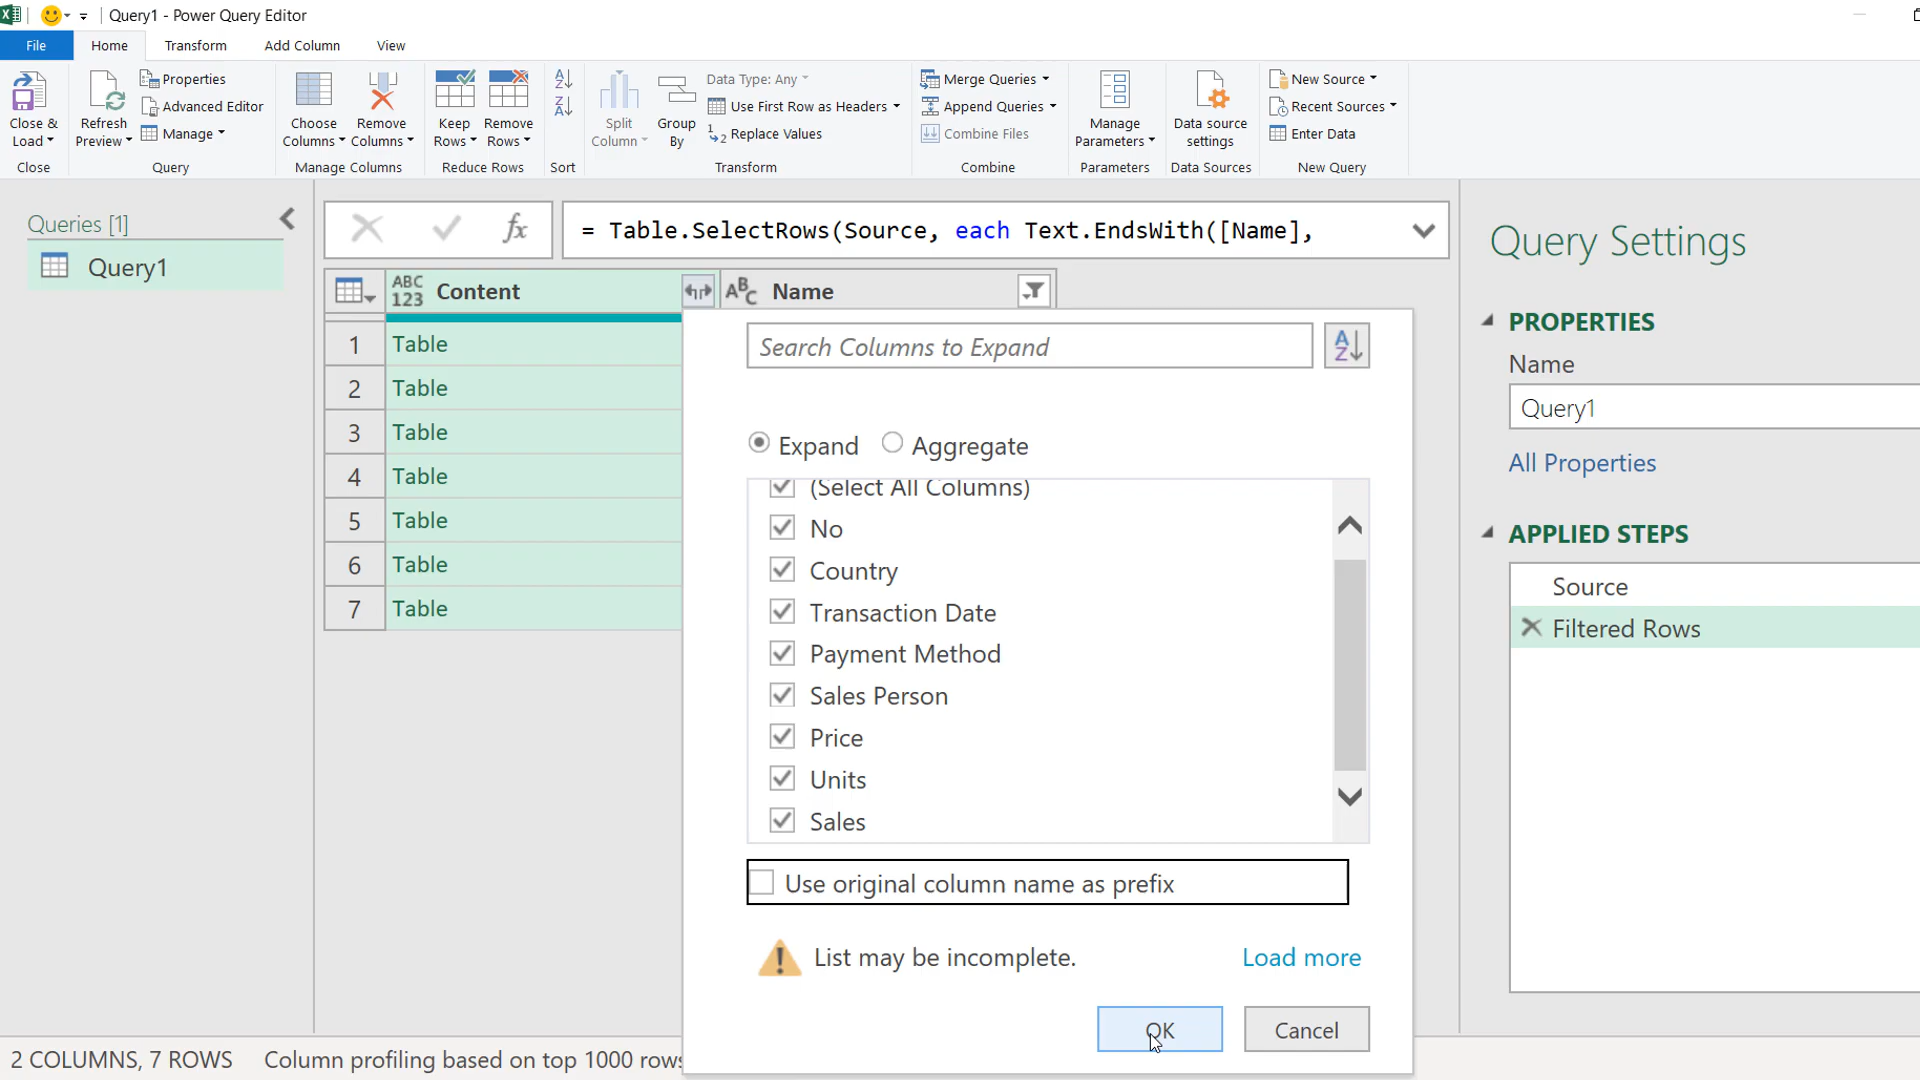 Query1 - Power Query Editor
File Home Transform Add Column View
Close & Load
Refresh Preview
Properties
Advanced Editor
Manage
Choose Columns
Remove Columns
Keep Rows
Remove Rows
A Z
Z A
Split Column
Group By
Data Type: Any
Use First Row as Headers
1 2 Replace Values
Merge Queries
Append Queries
Combine Files
Manage Parameters
Data source settings
New Source
Recent Sources
Enter Data
Close Query Manage Columns Reduce Rows Sort Transform Combine Parameters Data Sources New Query
Queries [1]
Query1
fx = Table.SelectRows(Source, each Text.EndsWith([Name],
ABC 123 Content ABC Name
1 Table
2 Table
3 Table
4 Table
5 Table
6 Table
7 Table
Search Columns to Expand
A Z
Expand Aggregate
(Select All Columns)
No
Country
Transaction Date
Payment Method
Sales Person
Price
Units
Sales
Use original column name as prefix
! List may be incomplete. Load more
OK Cancel
Query Settings
PROPERTIES
Name
Query1
All Properties
APPLIED STEPS
Source
Filtered Rows
2 COLUMNS, 7 ROWS Column profiling based on top 1000 rows